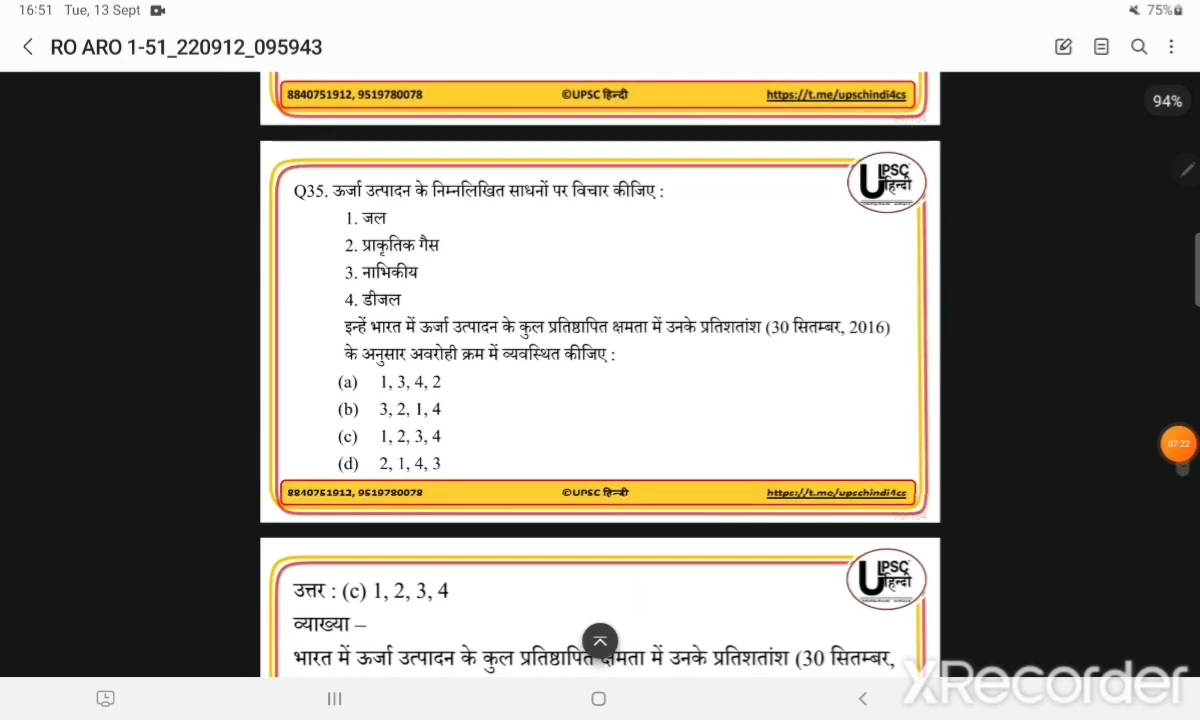 16:51 Tue, 13 Sept
75%
RO ARO 1-51_220912_095943
94%
8840751912, 9519780078 ©UPSC हिन्दी https://t.me/upschindi4cs
UPSC हिन्दी
Q35. ऊर्जा उत्पादन के निम्नलिखित साधनों पर विचार कीजिए :
1. जल
2. प्राकृतिक गैस
3. नाभिकीय
4. डीजल
इन्हें भारत में ऊर्जा उत्पादन के कुल प्रतिष्ठापित क्षमता में उनके प्रतिशतांश (30 सितम्बर, 2016)
के अनुसार अवरोही क्रम में व्यवस्थित कीजिए :
(a) 1, 3, 4, 2
(b) 3, 2, 1, 4
(c) 1, 2, 3, 4
(d) 2, 1, 4, 3
07:22
8840751912, 9519780078 ©UPSC हिन्दी https://t.me/upschindi4cs
UPSC हिन्दी
उत्तर : (c) 1, 2, 3, 4
व्याख्या –
भारत में ऊर्जा उत्पादन के कुल प्रतिष्ठापित क्षमता में उनके प्रतिशतांश (30 सितम्बर,
XRecorder